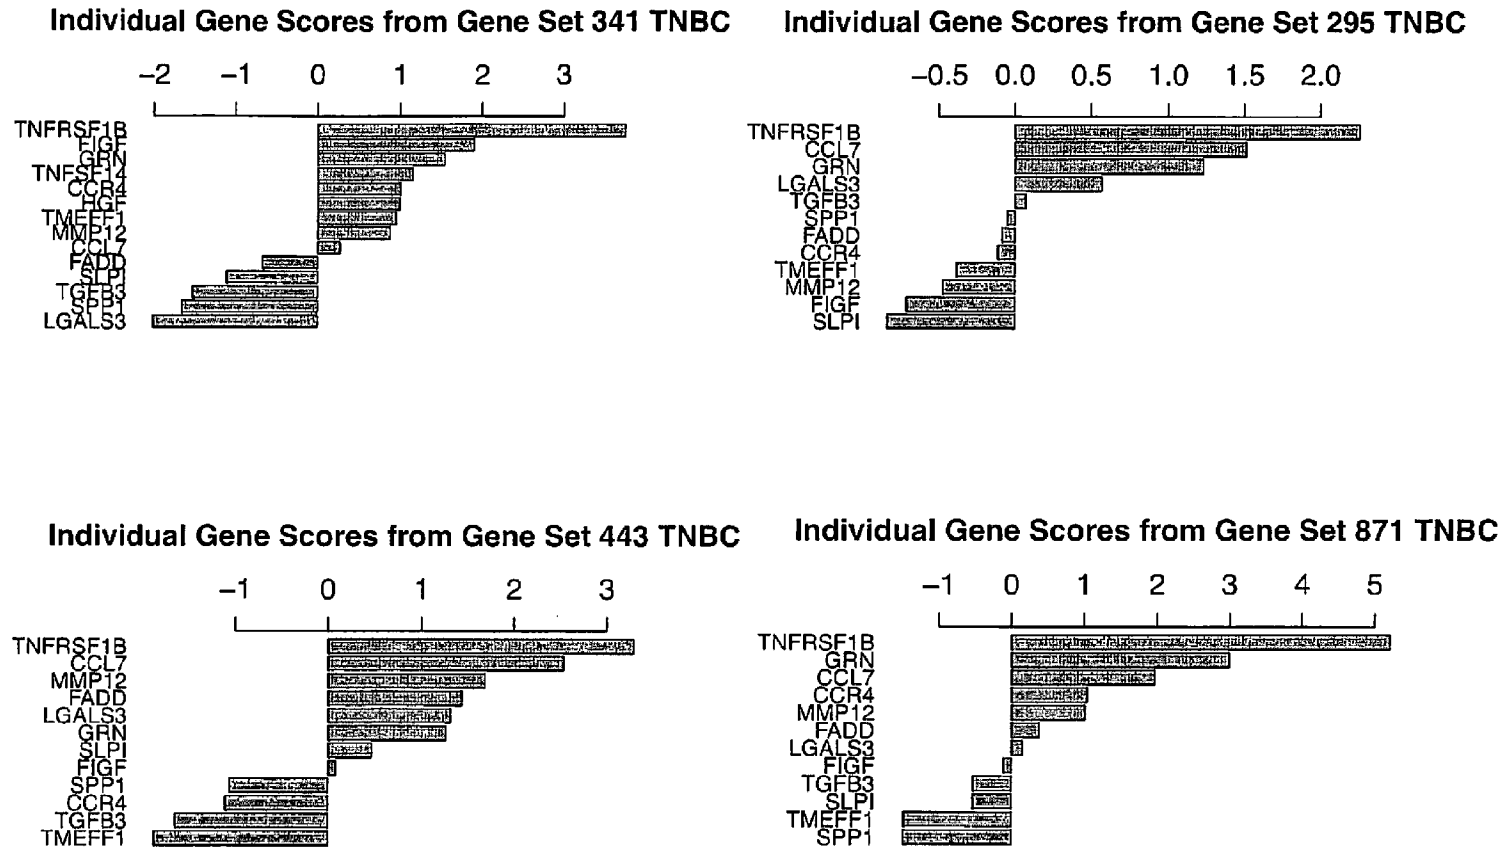 Individual Gene Scores from Gene Set 341 TNBC
−2 −1 0 1 2 3
TNFRSF1B
FIGF
GRN
TNFSF14
CCR4
HGF
TMEFF1
MMP12
CCL7
FADD
SLPI
TGFB3
SPP1
LGALS3
Individual Gene Scores from Gene Set 295 TNBC
−0.5 0.0 0.5 1.0 1.5 2.0
TNFRSF1B
CCL7
GRN
LGALS3
TGFB3
SPP1
FADD
CCR4
TMEFF1
MMP12
FIGF
SLPI
Individual Gene Scores from Gene Set 443 TNBC
−1 0 1 2 3
TNFRSF1B
CCL7
MMP12
FADD
LGALS3
GRN
SLPI
FIGF
SPP1
CCR4
TGFB3
TMEFF1
Individual Gene Scores from Gene Set 871 TNBC
−1 0 1 2 3 4 5
TNFRSF1B
GRN
CCL7
CCR4
MMP12
FADD
LGALS3
FIGF
TGFB3
SLPI
TMEFF1
SPP1